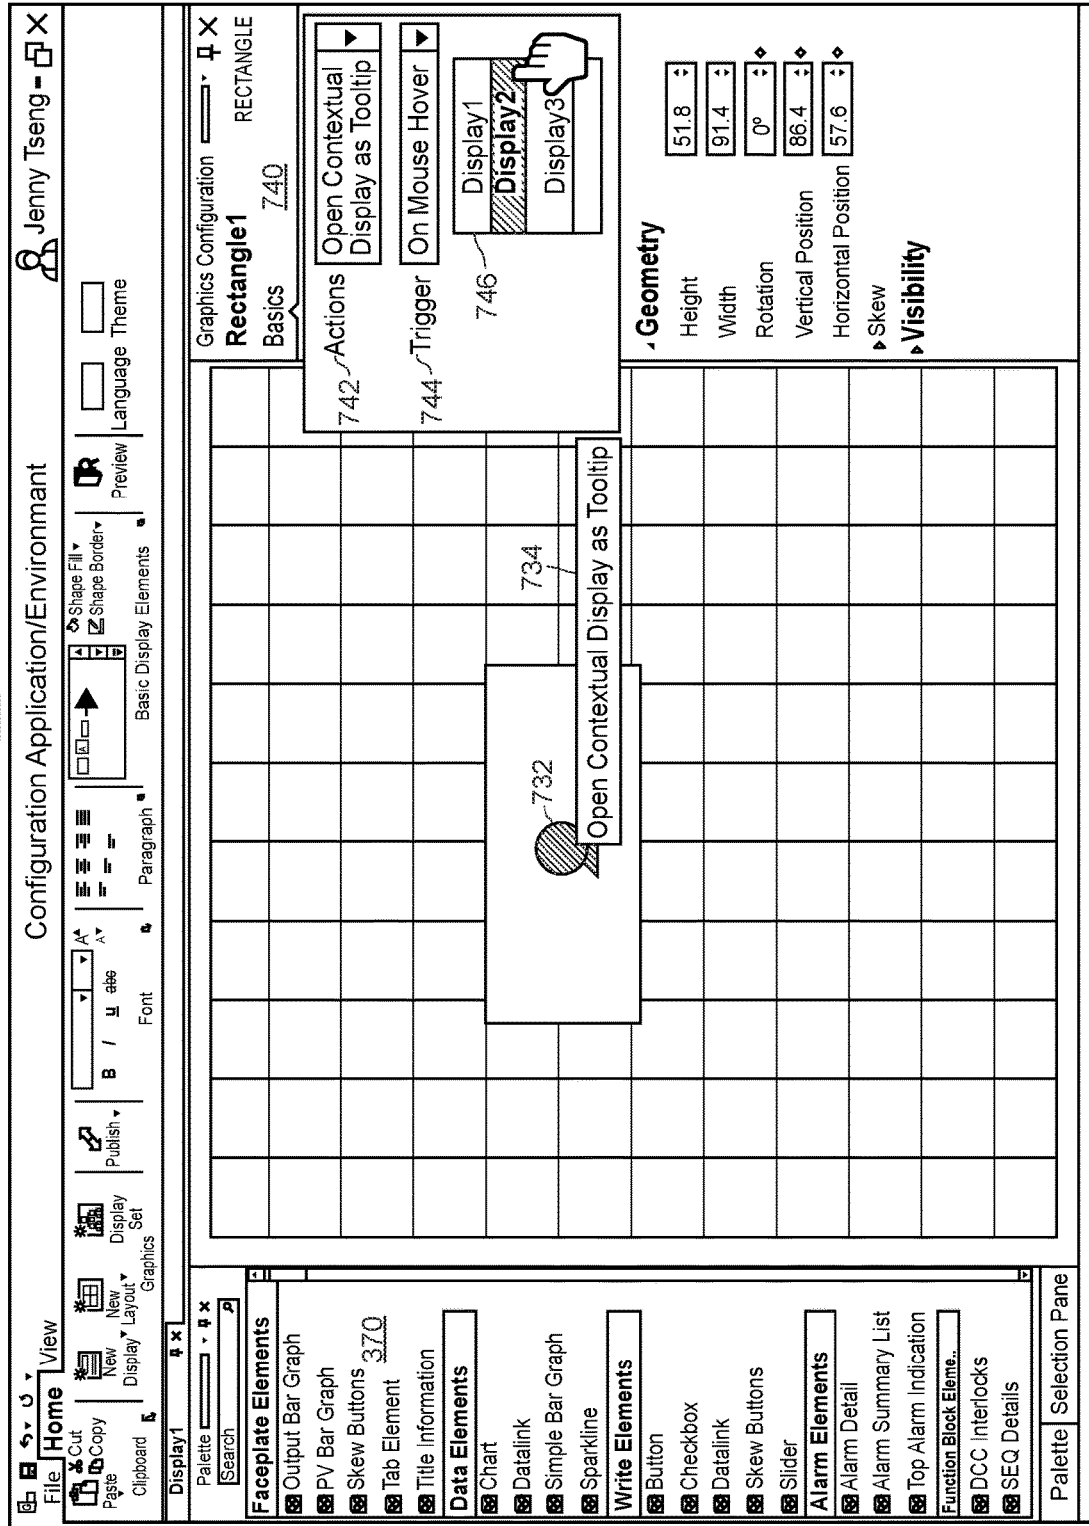 Configuration Application/Environmant
Jenny Tseng
File Home View
Paste
Cut
Copy
Clipboard
New Display
New Layout
Display Set
Graphics
Publish
B I u abc
A A
Font
Paragraph
A
Shape Fill
Shape Border
Basic Display Elements
Preview
Language Theme
Display1
Palette
Search
Faceplate Elements
Output Bar Graph
PV Bar Graph
Skew Buttons
370
Tab Element
Title Information
Data Elements
Chart
Datalink
Simple Bar Graph
Sparkline
Write Elements
Button
Checkbox
Datalink
Skew Buttons
Slider
Alarm Elements
Alarm Detail
Alarm Summary List
Top Alarm Indication
Function Block Eleme..
DCC Interlocks
SEQ Details
Palette Selection Pane
732
734
Open Contextual Display as Tooltip
Graphics Configuration
Rectangle1 RECTANGLE
Basics 740
742 Actions
Open Contextual
Display as Tooltip
744 Trigger
On Mouse Hover
746
Display1
Display2
Display3
Geometry
Height 51.8
Width 91.4
Rotation 0°
Vertical Position 86.4
Horizontal Position 57.6
Skew
Visibility